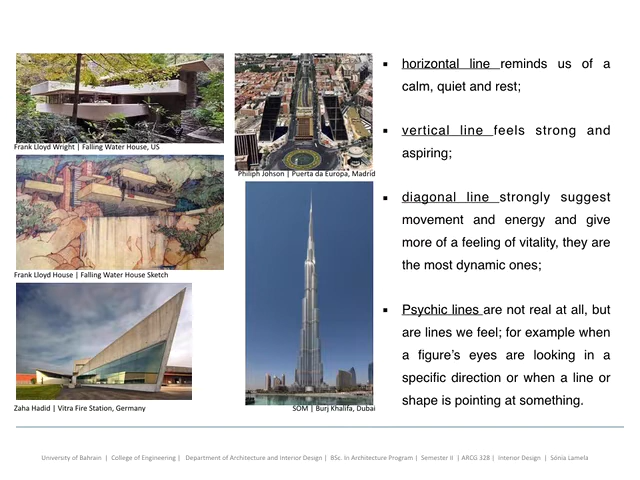 Frank Lloyd Wright | Falling Water House, US
Frank Lloyd House | Falling Water House Sketch
Zaha Hadid | Vitra Fire Station, Germany
Philiph Johson | Puerta da Europa, Madrid
SOM | Burj Khalifa, Dubai
▪ horizontal line reminds us of a
calm, quiet and rest;
▪ vertical line feels strong and
aspiring;
▪ diagonal line strongly suggest
movement and energy and give
more of a feeling of vitality, they are
the most dynamic ones;
▪ Psychic lines are not real at all, but
are lines we feel; for example when
a figure's eyes are looking in a
specific direction or when a line or
shape is pointing at something.
University of Bahrain | College of Engineering | Department of Architecture and Interior Design | BSc. In Architecture Program | Semester II | ARCG 328 | Interior Design | Sónia Lamela